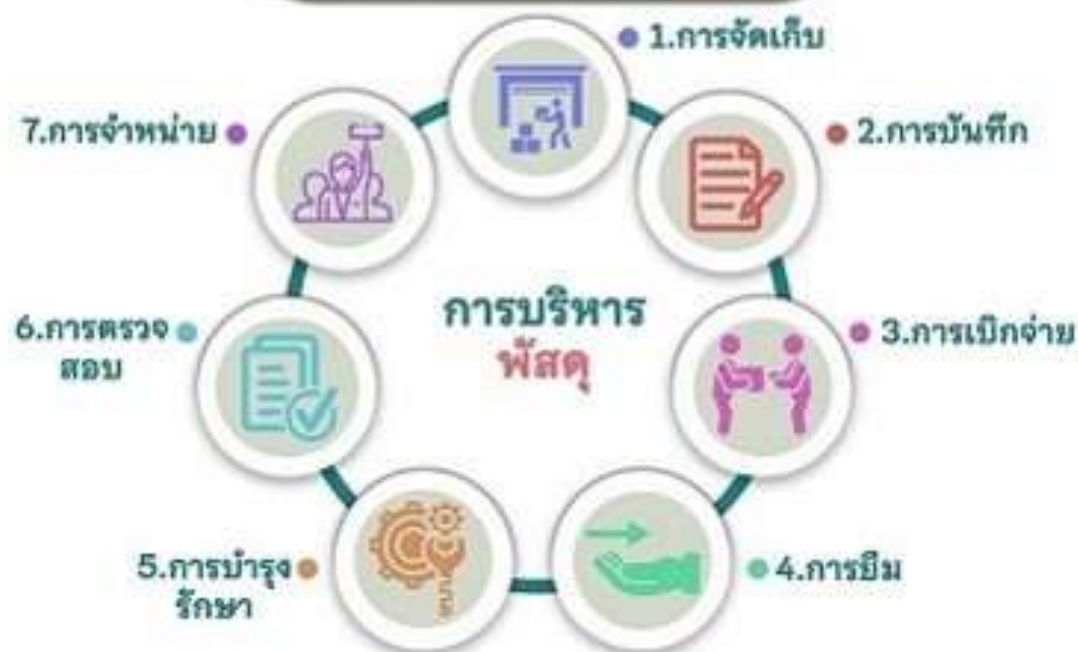 1.การจัดเก็บ
2.การบันทึก
3.การเบิกจ่าย
4.การยืม
5.การบำรุง
รักษา
6.การตรวจ
สอบ
7.การจำหน่าย
การบริหาร
พัสดุ